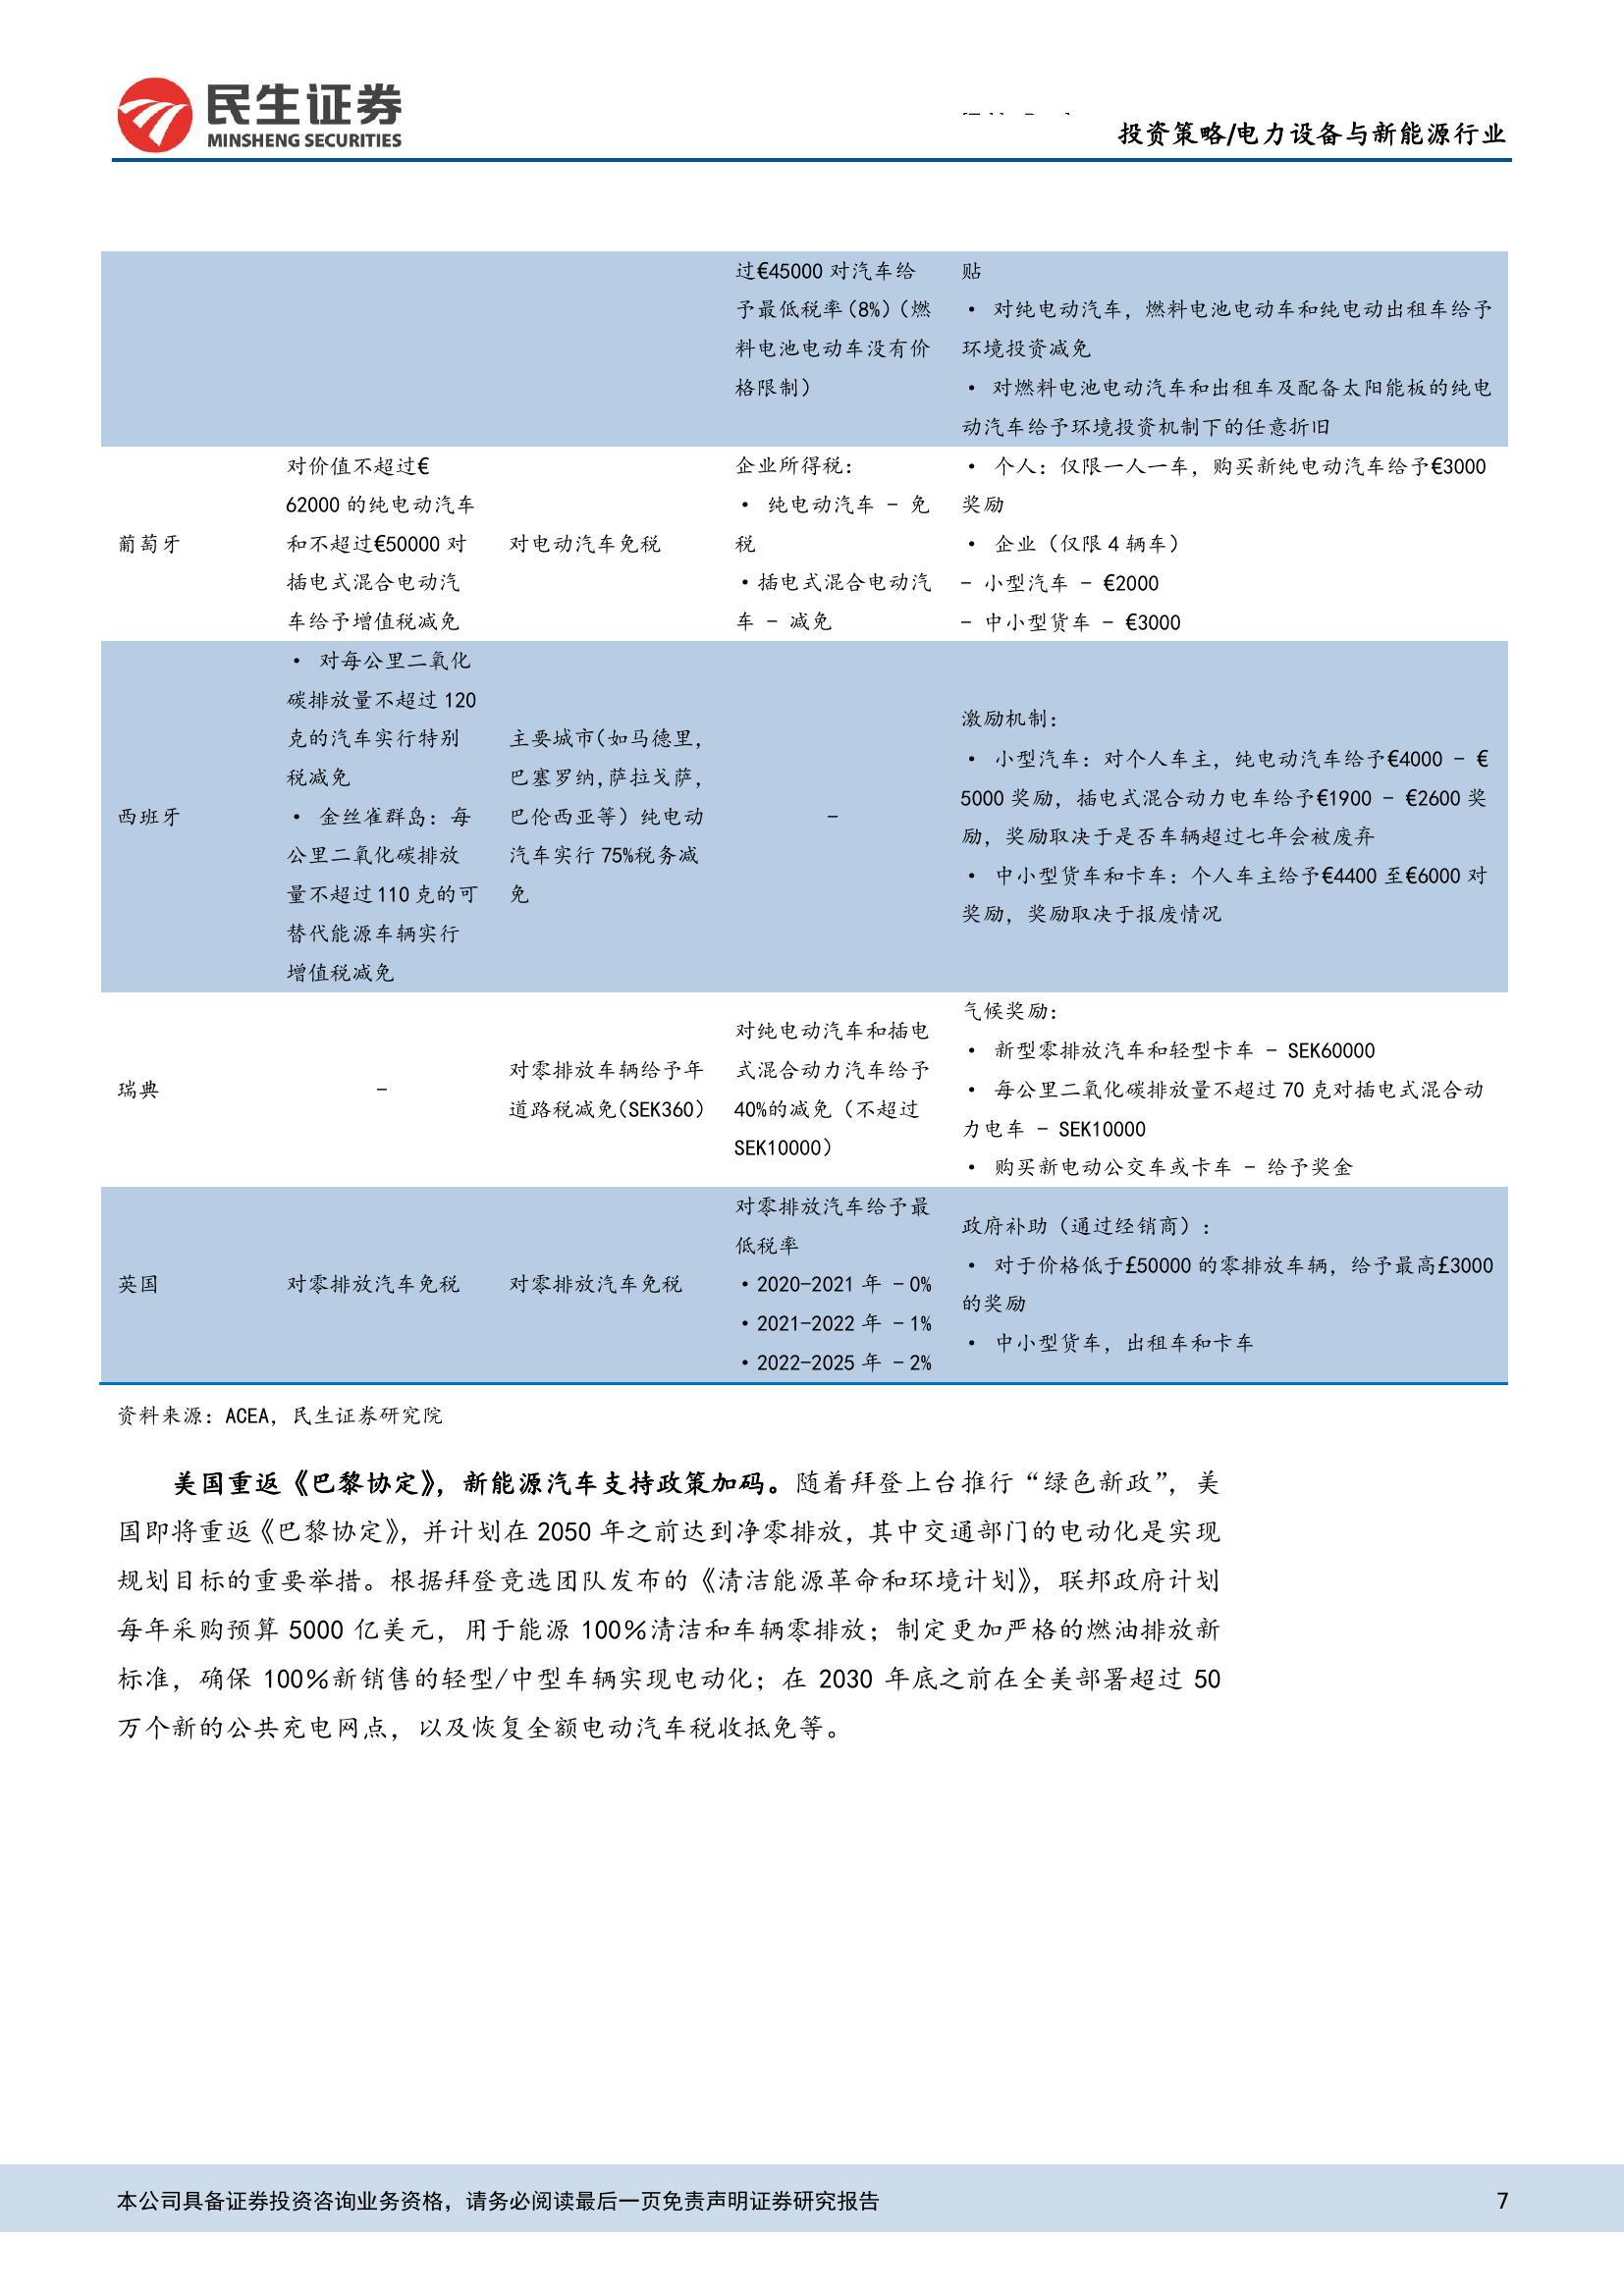 民生证券
MINSHENG SECURITIES
投资策略/电力设备与新能源行业
过€45000 对汽车给
予最低税率(8%)(燃
料电池电动车没有价
格限制)
贴
• 对纯电动汽车，燃料电池电动车和纯电动出租车给予
环境投资减免
• 对燃料电池电动汽车和出租车及配备太阳能板的纯电
动汽车给予环境投资机制下的任意折旧
葡萄牙
对价值不超过€
62000 的纯电动汽车
和不超过€50000 对
插电式混合电动汽
车给予增值税减免
对电动汽车免税
企业所得税：
• 纯电动汽车 - 免
税
•插电式混合电动汽
车 - 减免
• 个人：仅限一人一车，购买新纯电动汽车给予€3000
奖励
• 企业（仅限 4 辆车）
- 小型汽车 - €2000
- 中小型货车 - €3000
西班牙
• 对每公里二氧化
碳排放量不超过 120
克的汽车实行特别
税减免
• 金丝雀群岛：每
公里二氧化碳排放
量不超过 110 克的可
替代能源车辆实行
增值税减免
主要城市(如马德里,
巴塞罗纳,萨拉戈萨,
巴伦西亚等）纯电动
汽车实行 75%税务减
免
-
激励机制：
• 小型汽车：对个人车主，纯电动汽车给予€4000 - €
5000 奖励，插电式混合动力电车给予€1900 - €2600 奖
励，奖励取决于是否车辆超过七年会被废弃
• 中小型货车和卡车：个人车主给予€4400 至€6000 对
奖励，奖励取决于报废情况
瑞典
-
对零排放车辆给予年
道路税减免(SEK360)
对纯电动汽车和插电
式混合动力汽车给予
40%的减免（不超过
SEK10000）
气候奖励：
• 新型零排放汽车和轻型卡车 - SEK60000
• 每公里二氧化碳排放量不超过 70 克对插电式混合动
力电车 - SEK10000
• 购买新电动公交车或卡车 - 给予奖金
英国
对零排放汽车免税
对零排放汽车免税
对零排放汽车给予最
低税率
•2020-2021 年 -0%
•2021-2022 年 -1%
•2022-2025 年 -2%
政府补助（通过经销商）：
• 对于价格低于£50000 的零排放车辆，给予最高£3000
的奖励
• 中小型货车，出租车和卡车
资料来源：ACEA，民生证券研究院
美国重返《巴黎协定》，新能源汽车支持政策加码。随着拜登上台推行“绿色新政”，美
国即将重返《巴黎协定》，并计划在 2050 年之前达到净零排放，其中交通部门的电动化是实现
规划目标的重要举措。根据拜登竞选团队发布的《清洁能源革命和环境计划》，联邦政府计划
每年采购预算 5000 亿美元，用于能源 100%清洁和车辆零排放；制定更加严格的燃油排放新
标准，确保 100%新销售的轻型/中型车辆实现电动化；在 2030 年底之前在全美部署超过 50
万个新的公共充电网点，以及恢复全额电动汽车税收抵免等。
本公司具备证券投资咨询业务资格，请务必阅读最后一页免责声明证券研究报告
7